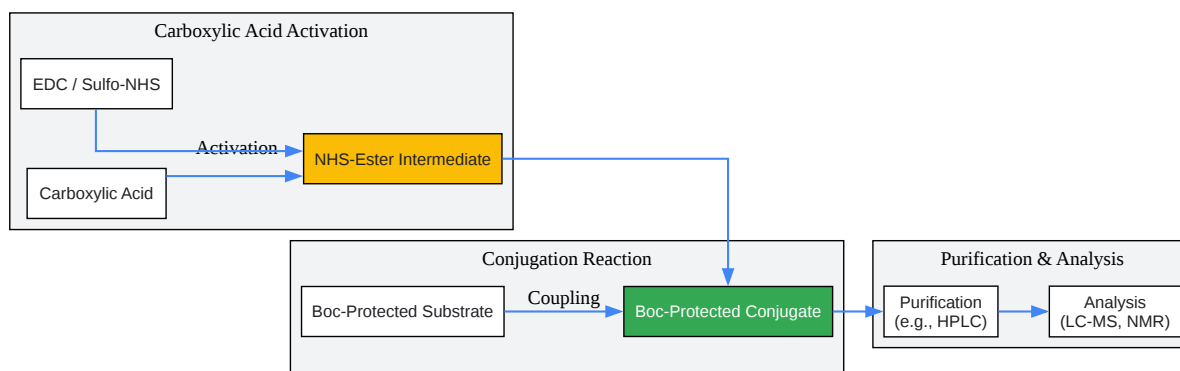 Carboxylic Acid Activation
EDC / Sulfo-NHS
Activation
NHS-Ester Intermediate
Carboxylic Acid
Conjugation Reaction
Boc-Protected Substrate
Coupling
Boc-Protected Conjugate
Purification & Analysis
Purification
(e.g., HPLC)
Analysis
(LC-MS, NMR)